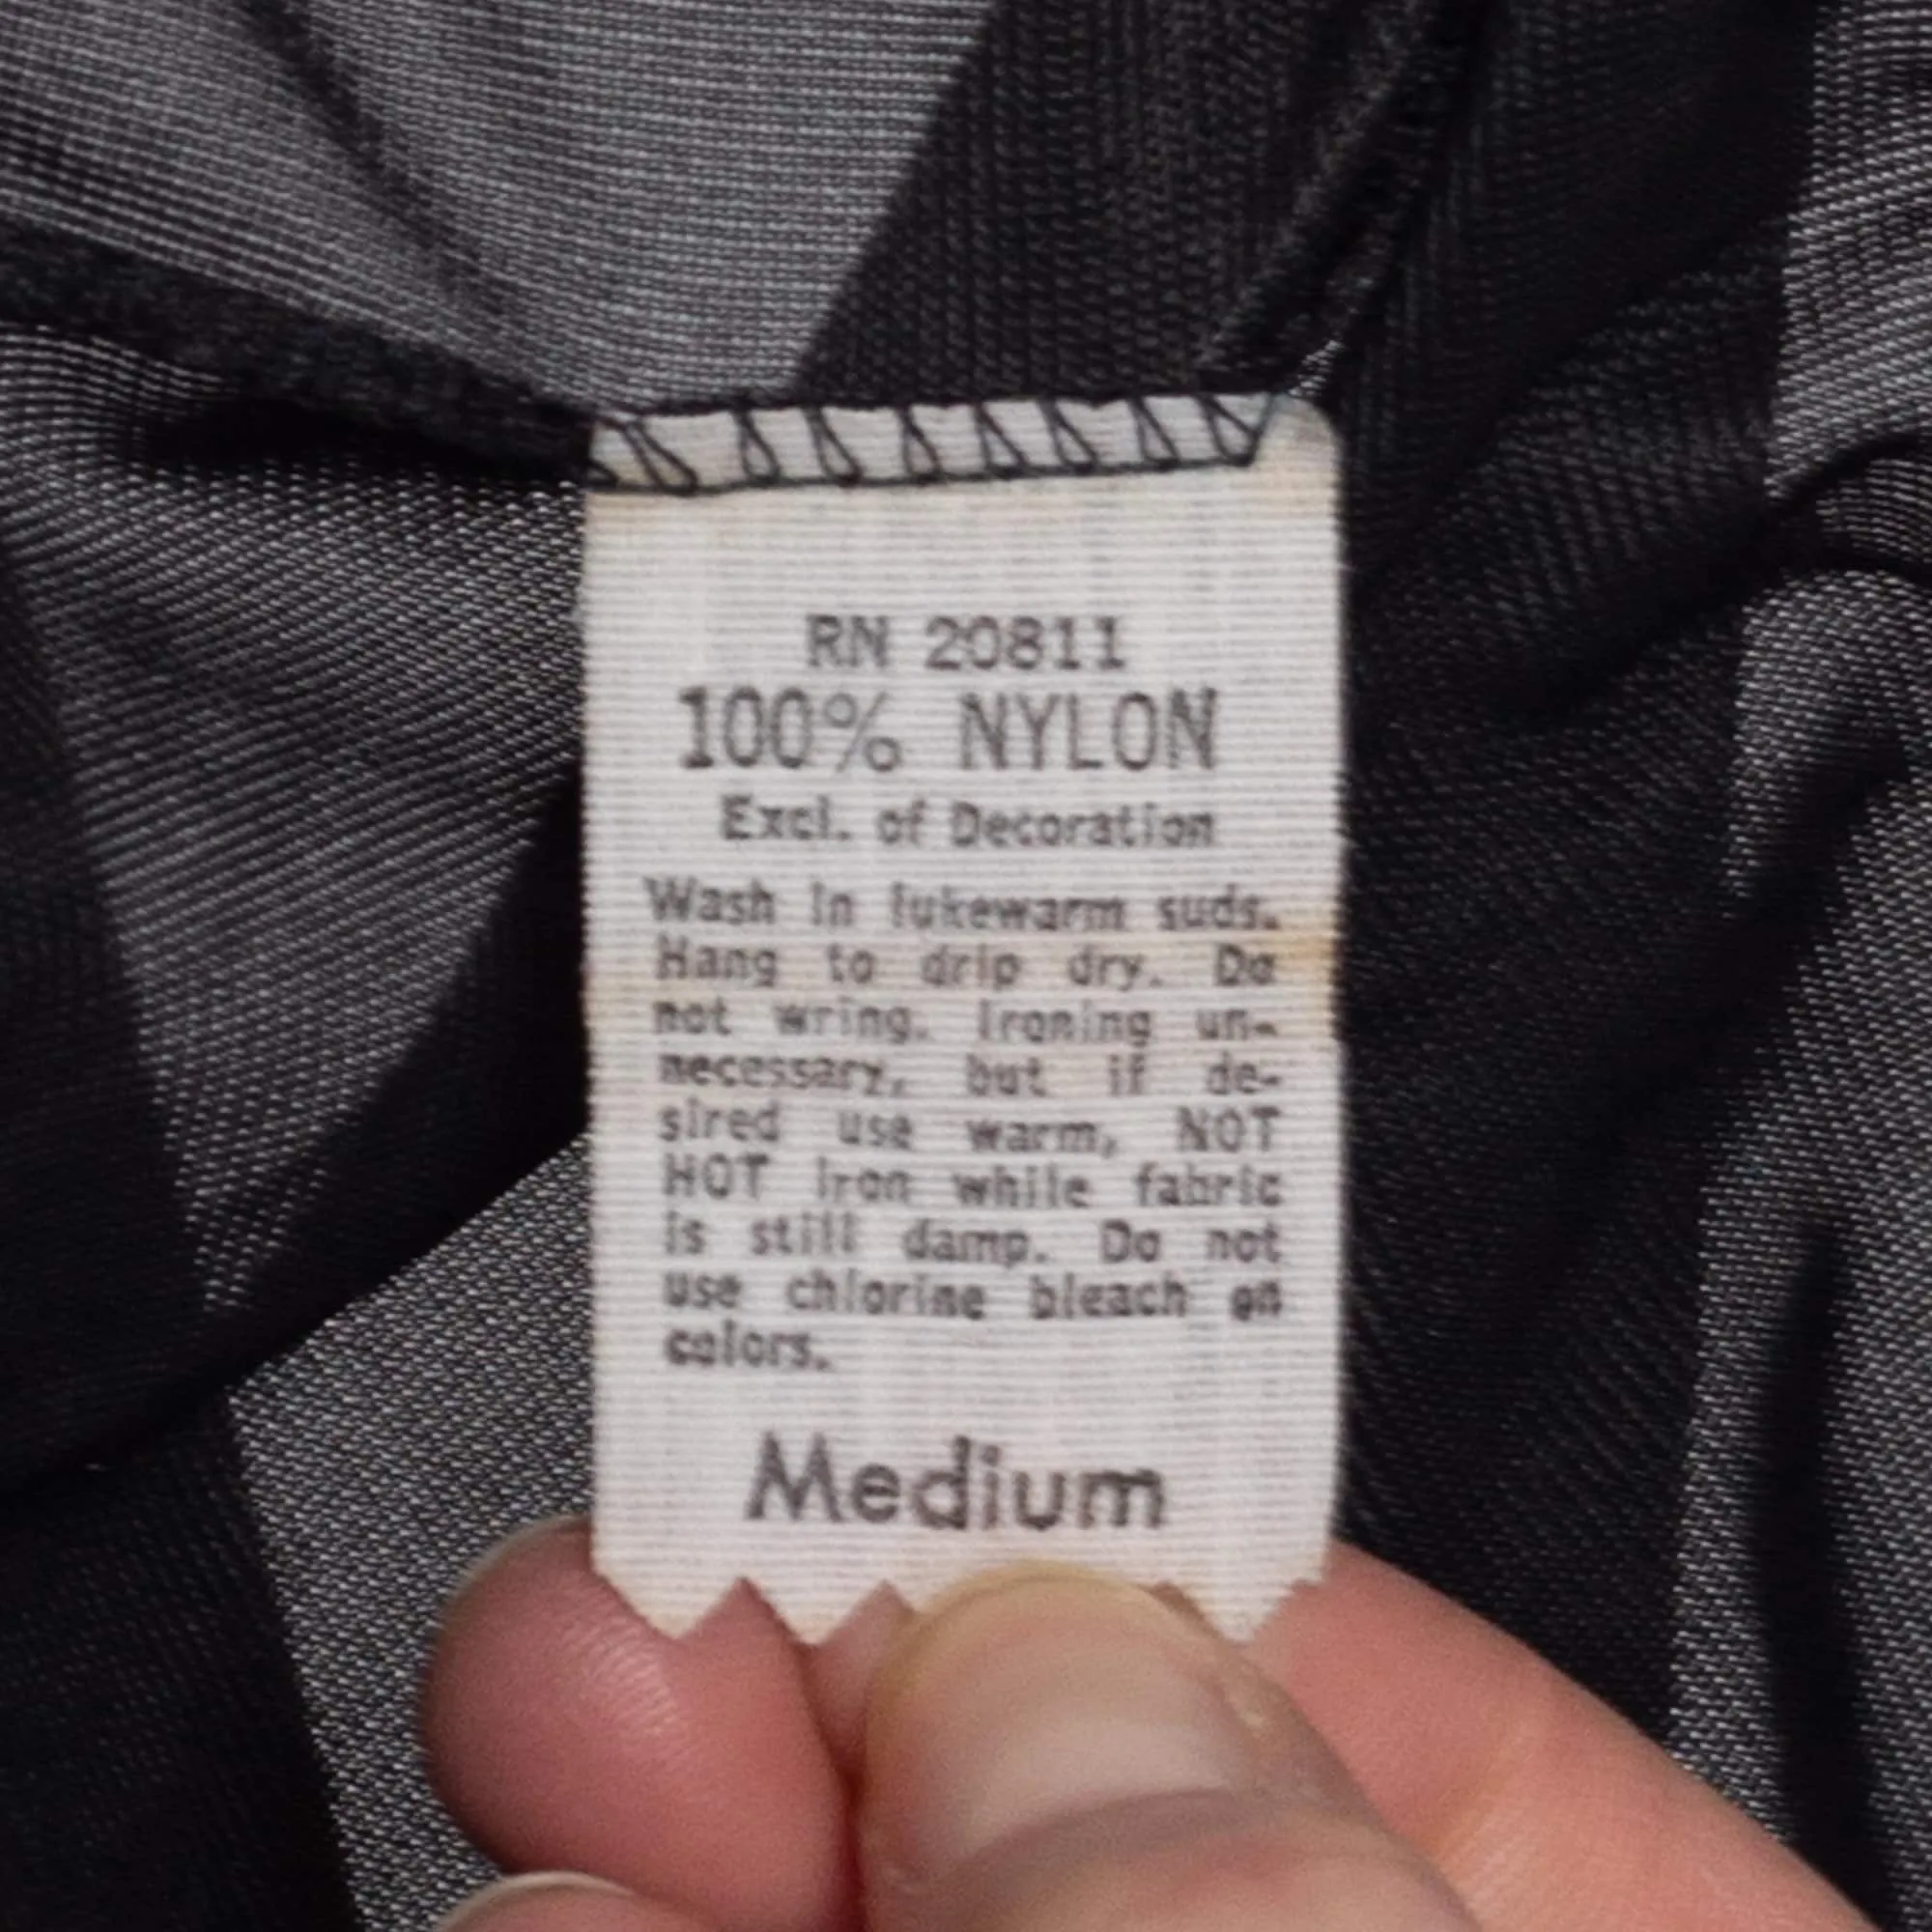 RN 20811
100% NYLON
Excl. of Decoration
Wash in lukewarm suds.
Hang to drip dry. Do
not wring. Ironing un-
necessary, but if de-
sired use warm, NOT
HOT iron while fabric
is still damp. Do not
use chlorine bleach on
colors.
Medium